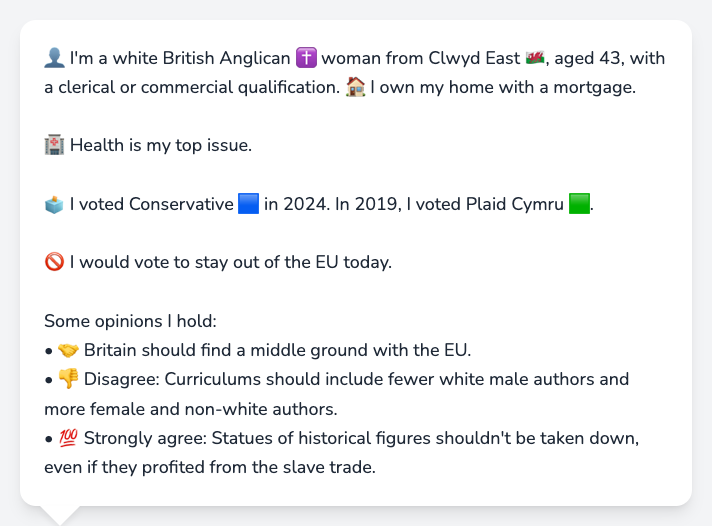 👤 I'm a white British Anglican ✝️ woman from Clwyd East 🏴󠁧󠁢󠁷󠁬󠁳󠁿, aged 43, with
a clerical or commercial qualification. 🏠 I own my home with a mortgage.
🏥 Health is my top issue.
🗳️ I voted Conservative 🟦 in 2024. In 2019, I voted Plaid Cymru 🟩.
🚫 I would vote to stay out of the EU today.
Some opinions I hold:
• 🤝 Britain should find a middle ground with the EU.
• 👎 Disagree: Curriculums should include fewer white male authors and
more female and non-white authors.
• 💯 Strongly agree: Statues of historical figures shouldn't be taken down,
even if they profited from the slave trade.